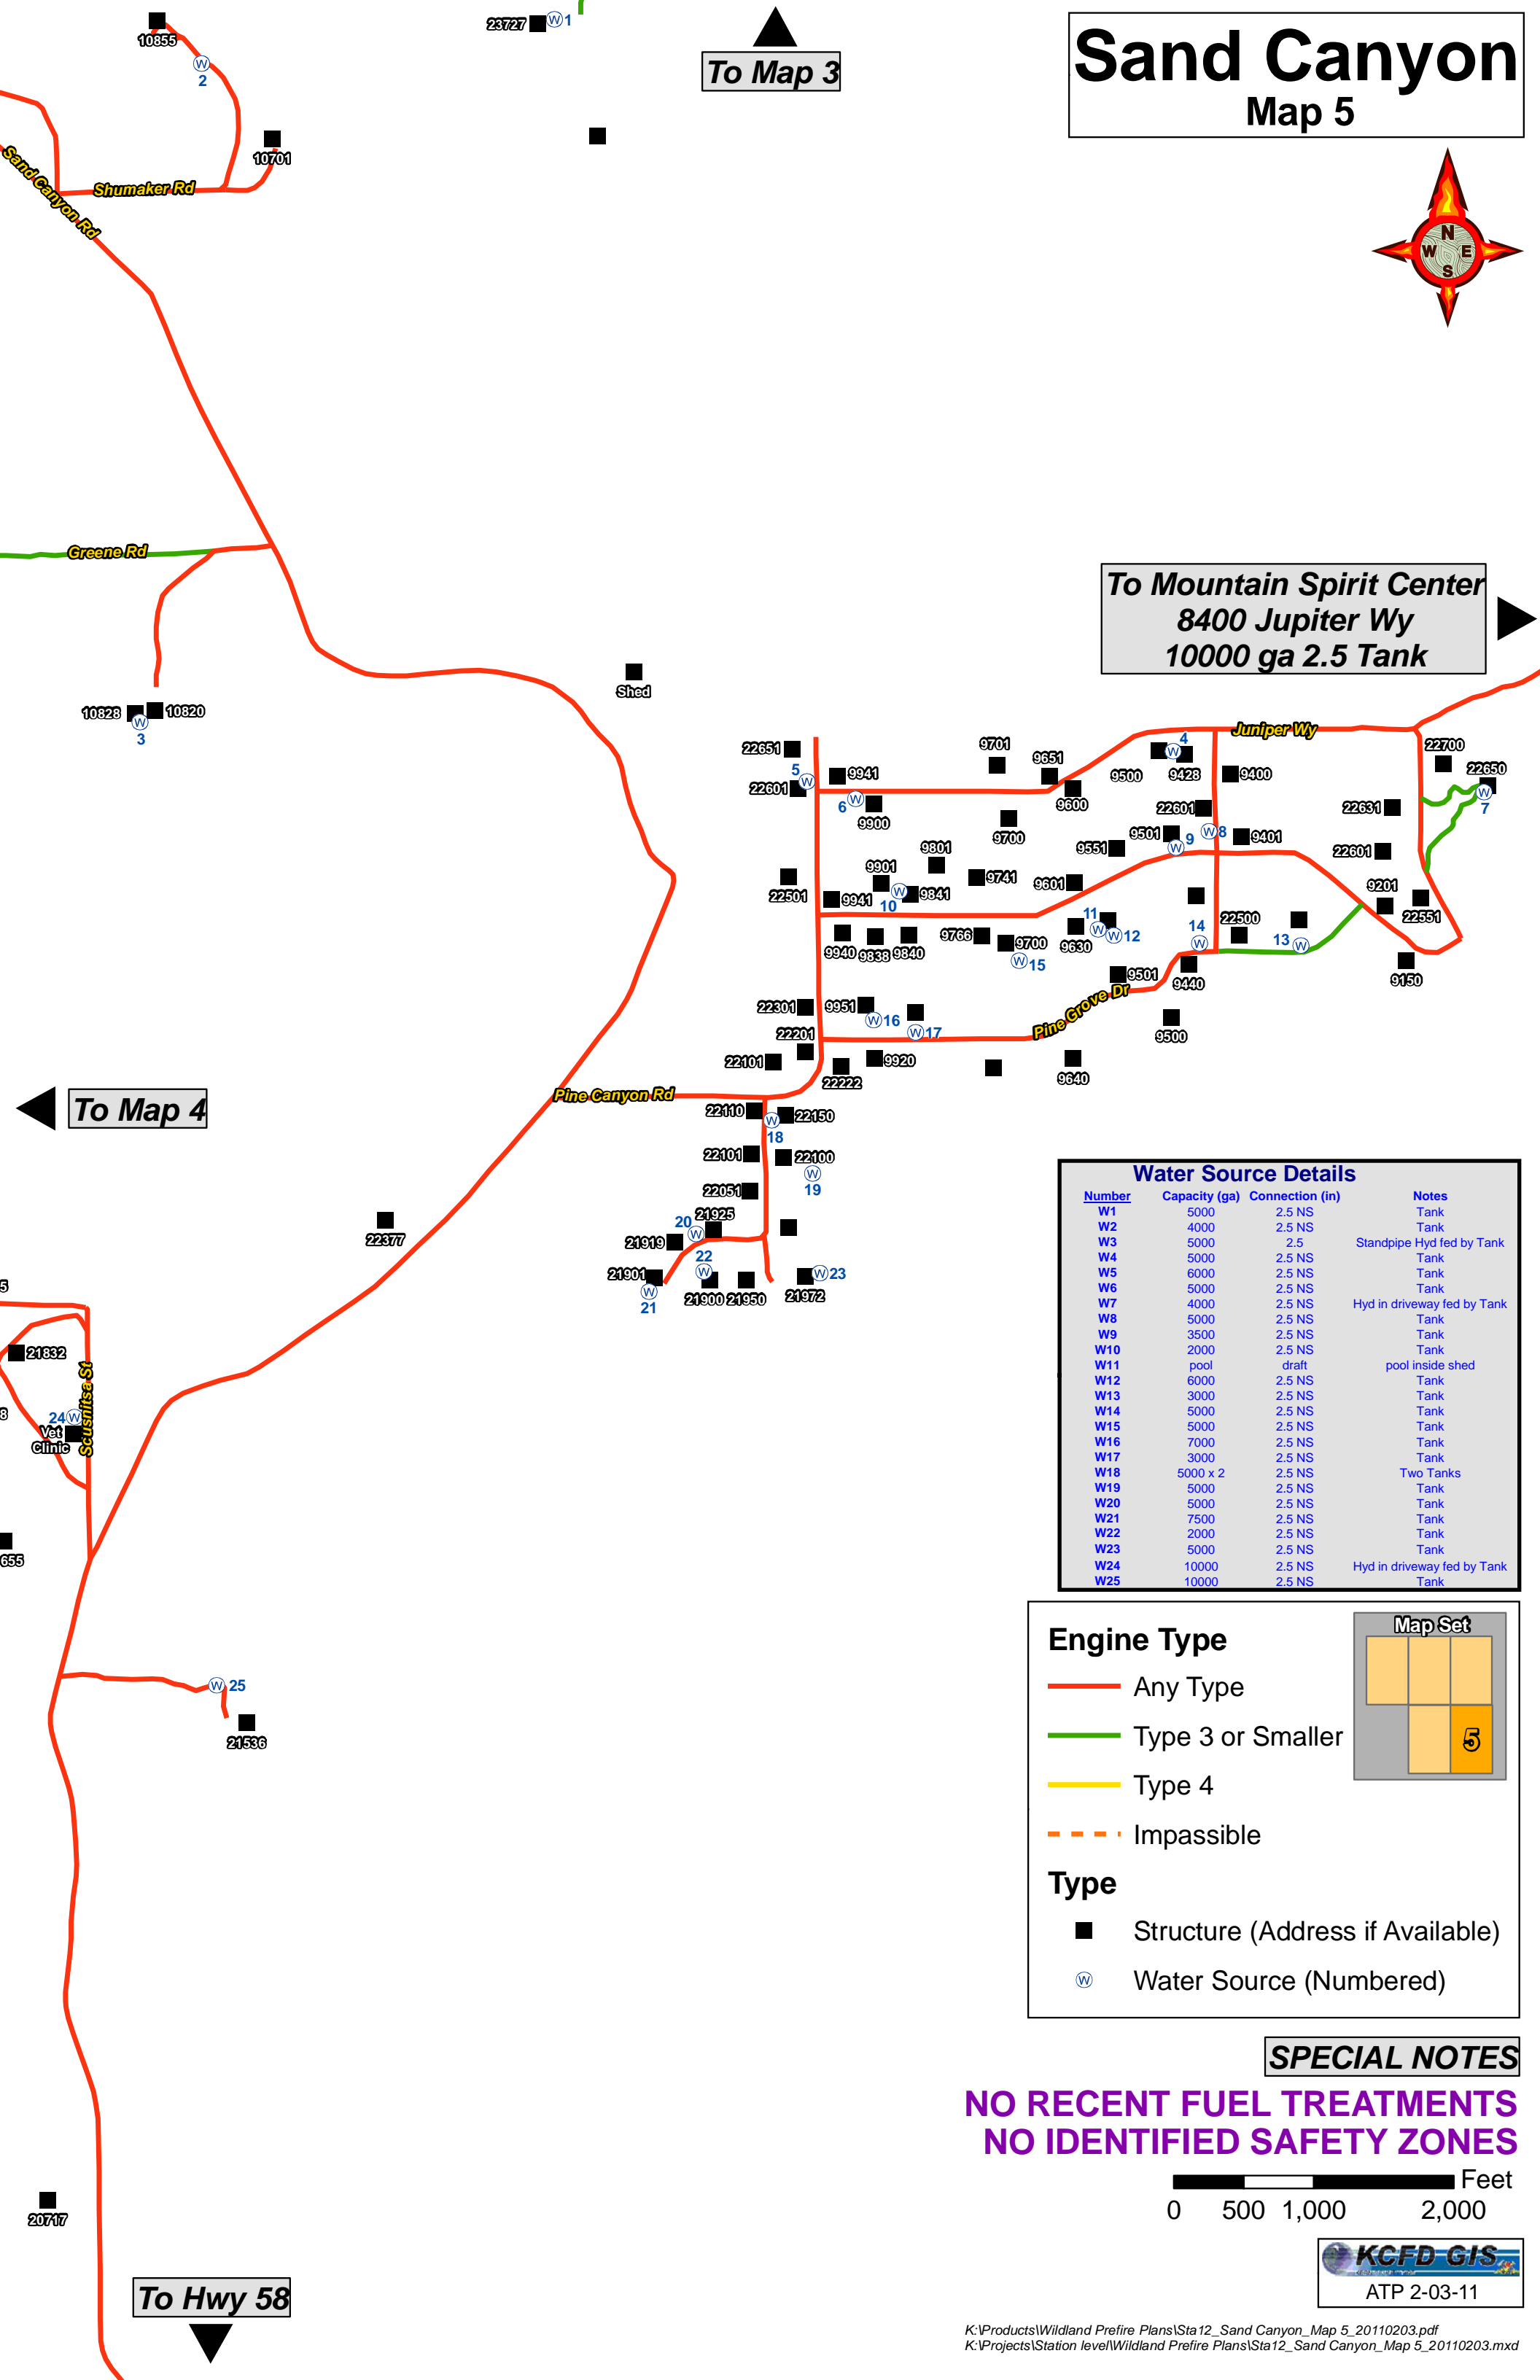 Sand Canyon
Map 5
To Map 3
23727
W 1
10855
W
2
10701
Shumaker Rd
Sand Canyon Rd
N
W E
S
Greene Rd
10828
10820
W
3
Shed
To Mountain Spirit Center
8400 Jupiter Wy
10000 ga 2.5 Tank
Juniper Wy
22651
5 W
22601
9941
6 W
9900
9701
9651
9600
9700
9500
W 4
9428
9400
22601
9501
W 8
9401
W 9
9551
22700
22650
W
7
22631
22601
9201
22551
9150
22501
9941
9901
W
10
9841
9801
9741
9601
9940
9838
9840
9766
9700
W 15
9630
11 W
W 12
14
W
22500
13 W
9501
9440
Pine Grove Dr
9500
9640
22301
22201
22101
9951
W 16
W 17
22222
9920
Pine Canyon Rd
To Map 4
22110
W
18
22150
22101
22100
W
19
22051
21925
20 W
21919
22
W
21901
W
21
21900
21950
21972
W 23
22377
5
21832
8
Scusnitsa St
24 W
Vet
Clinic
655
W 25
21536
20717
To Hwy 58
Water Source Details
Number Capacity (ga) Connection (in) Notes
W1 5000 2.5 NS Tank
W2 4000 2.5 NS Tank
W3 5000 2.5 Standpipe Hyd fed by Tank
W4 5000 2.5 NS Tank
W5 6000 2.5 NS Tank
W6 5000 2.5 NS Tank
W7 4000 2.5 NS Hyd in driveway fed by Tank
W8 5000 2.5 NS Tank
W9 3500 2.5 NS Tank
W10 2000 2.5 NS Tank
W11 pool draft pool inside shed
W12 6000 2.5 NS Tank
W13 3000 2.5 NS Tank
W14 5000 2.5 NS Tank
W15 5000 2.5 NS Tank
W16 7000 2.5 NS Tank
W17 3000 2.5 NS Tank
W18 5000 x 2 2.5 NS Two Tanks
W19 5000 2.5 NS Tank
W20 5000 2.5 NS Tank
W21 7500 2.5 NS Tank
W22 2000 2.5 NS Tank
W23 5000 2.5 NS Tank
W24 10000 2.5 NS Hyd in driveway fed by Tank
W25 10000 2.5 NS Tank
Engine Type
Any Type
Type 3 or Smaller
Type 4
Impassible
Map Set
5
Type
Structure (Address if Available)
W Water Source (Numbered)
SPECIAL NOTES
NO RECENT FUEL TREATMENTS
NO IDENTIFIED SAFETY ZONES
Feet
0 500 1,000 2,000
KCFD GIS
ATP 2-03-11
K:\Products\Wildland Prefire Plans\Sta12_Sand Canyon_Map 5_20110203.pdf
K:\Projects\Station level\Wildland Prefire Plans\Sta12_Sand Canyon_Map 5_20110203.mxd